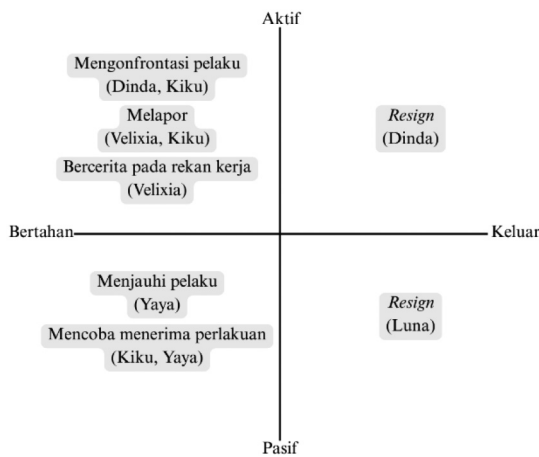 Aktif
Mengonfrontasi pelaku
(Dinda, Kiku)
Melapor
(Velixia, Kiku)
Bercerita pada rekan kerja
(Velixia)
Resign
(Dinda)
Bertahan
Keluar
Menjauhi pelaku
(Yaya)
Mencoba menerima perlakuan
(Kiku, Yaya)
Resign
(Luna)
Pasif